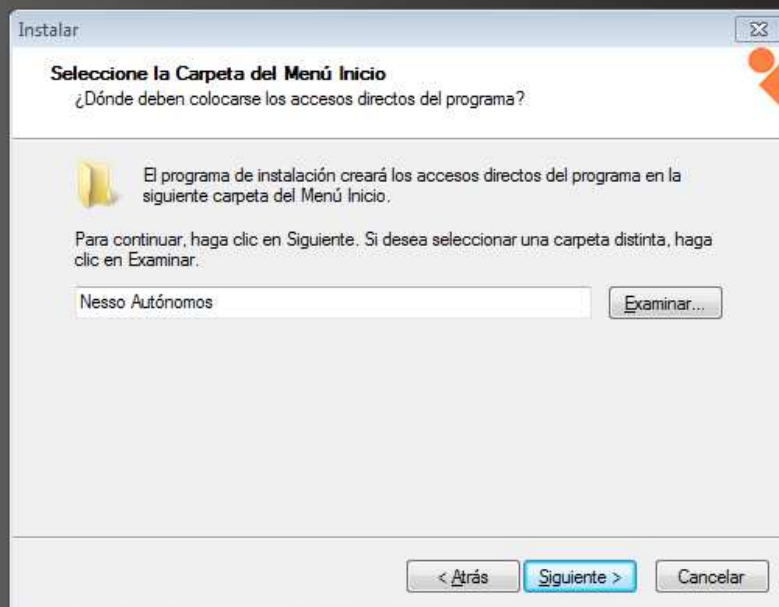 Instalar
Seleccione la Carpeta del Menú Inicio
¿Dónde deben colocarse los accesos directos del programa?
El programa de instalación creará los accesos directos del programa en la
siguiente carpeta del Menú Inicio.
Para continuar, haga clic en Siguiente. Si desea seleccionar una carpeta distinta, haga
clic en Examinar.
Nesso Autónomos
Examinar...
< Atrás
Siguiente >
Cancelar